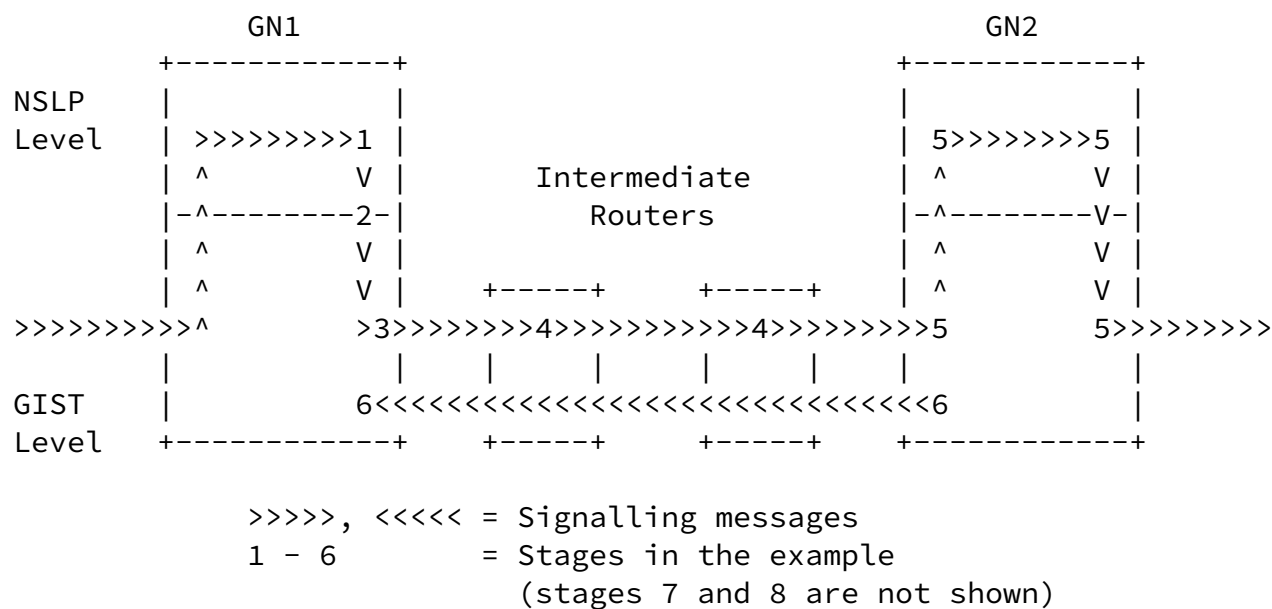 GN1                                     GN2
          +------------+                           +------------+
NSLP      |            |                           |            |
Level     | >>>>>>>>>1 |                           | 5>>>>>>>>5 |
          | ^        V |       Intermediate        | ^        V |
          |-^--------2-|          Routers          |-^--------V-|
          | ^        V |                           | ^        V |
          | ^        V |    +-----+     +-----+    | ^        V |
>>>>>>>>>>^         >3>>>>>>>>4>>>>>>>>>>>4>>>>>>>>>5        5>>>>>>>>>
          |            |    |     |     |     |    |            |
GIST      |          6<<<<<<<<<<<<<<<<<<<<<<<<<<<<<<<6          |
Level     +------------+    +-----+     +-----+    +------------+
>>>>>, <<<<< = Signalling messages
1 - 6        = Stages in the example
(stages 7 and 8 are not shown)